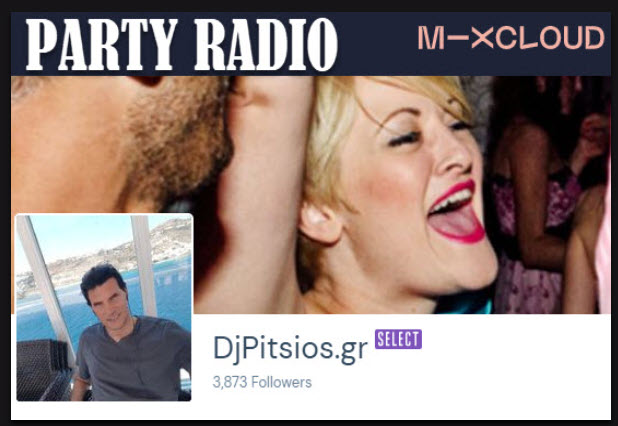 PARTY RADIO
M–XCLOUD
DjPitsios.gr SELECT
3,873 Followers